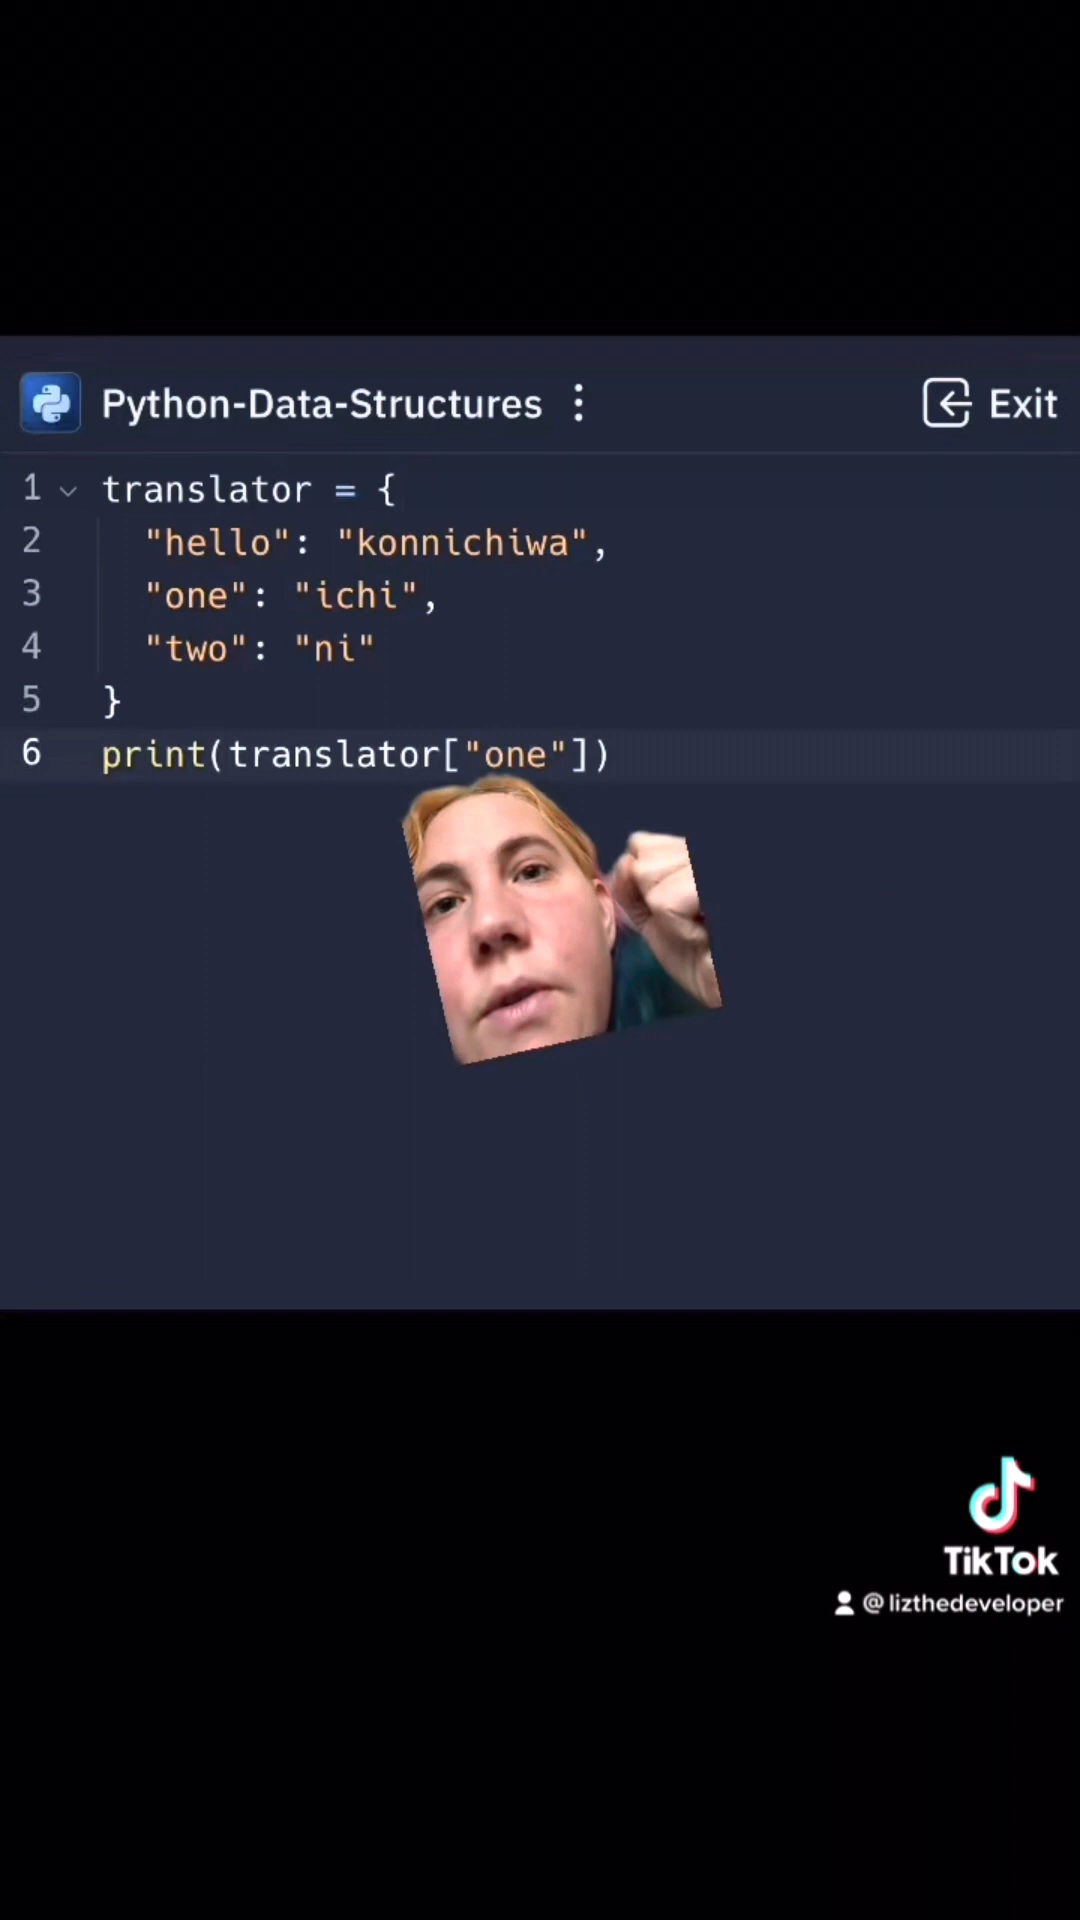 Python-Data-Structures
Exit
1 translator = {
2 "hello": "konnichiwa",
3 "one": "ichi",
4 "two": "ni"
5 }
6 print(translator["one"])
TikTok
@lizthedeveloper